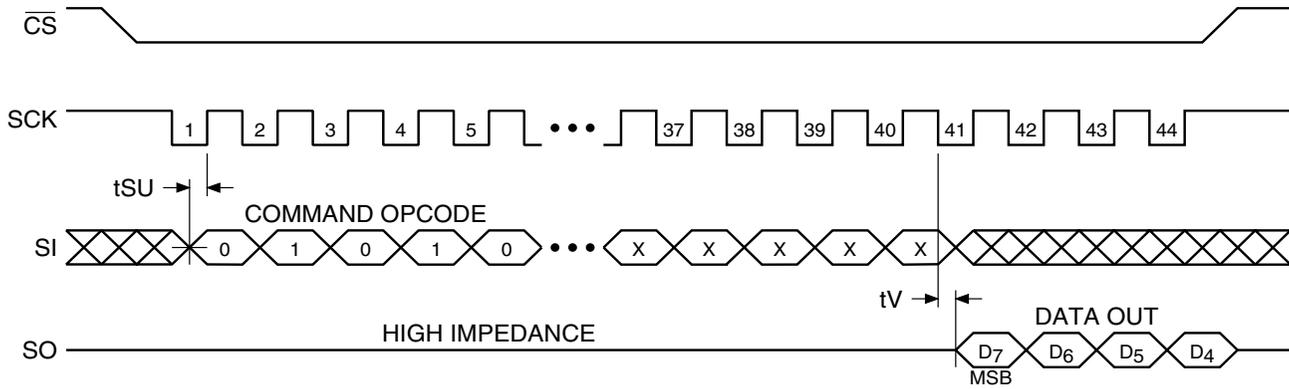 CS
SCK
1 2 3 4 5 ••• 37 38 39 40 41 42 43 44
tSU
COMMAND OPCODE
SI
0 1 0 1 0 ••• X X X X X
tV
HIGH IMPEDANCE
DATA OUT
SO
D7 D6 D5 D4
MSB